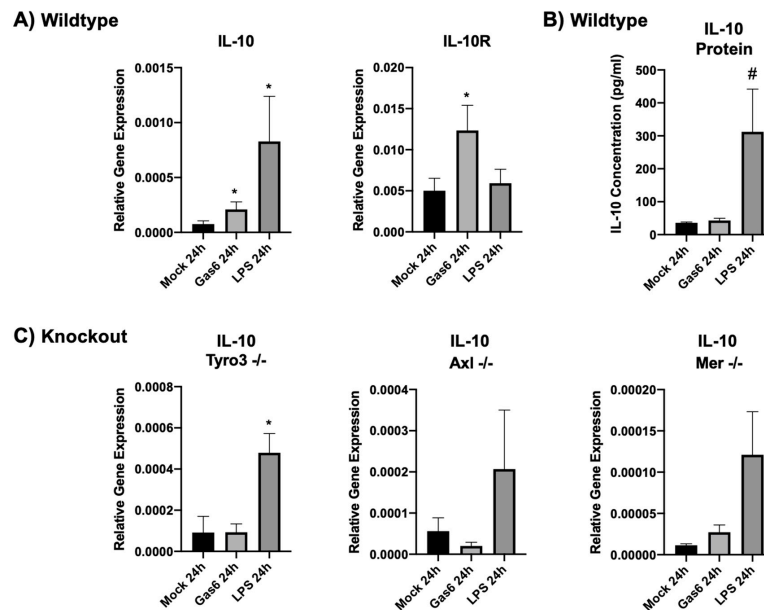 A) Wildtype
IL-10
Relative Gene Expression
0.0015
0.0010
0.0005
0.0000
*
*
Mock 24h
Gas6 24h
LPS 24h
IL-10R
Relative Gene Expression
0.020
0.015
0.010
0.005
0.000
*
Mock 24h
Gas6 24h
LPS 24h
B)
IL-10
Protein
IL-10 Concentration (pg/ml)
500
400
300
200
100
0
#
Mock 24h
Gas6 24h
LPS 24h
C) Knockout
IL-10
Tyro3 -/-
Relative Gene Expression
0.0008
0.0006
0.0004
0.0002
0.0000
*
Mock 24h
Gas6 24h
LPS 24h
IL-10
Axl -/-
Relative Gene Expression
0.0004
0.0003
0.0002
0.0001
0.0000
Mock 24h
Gas6 24h
LPS 24h
IL-10
Mer -/-
Relative Gene Expression
0.00020
0.00015
0.00010
0.00005
0.00000
Mock 24h
Gas6 24h
LPS 24h